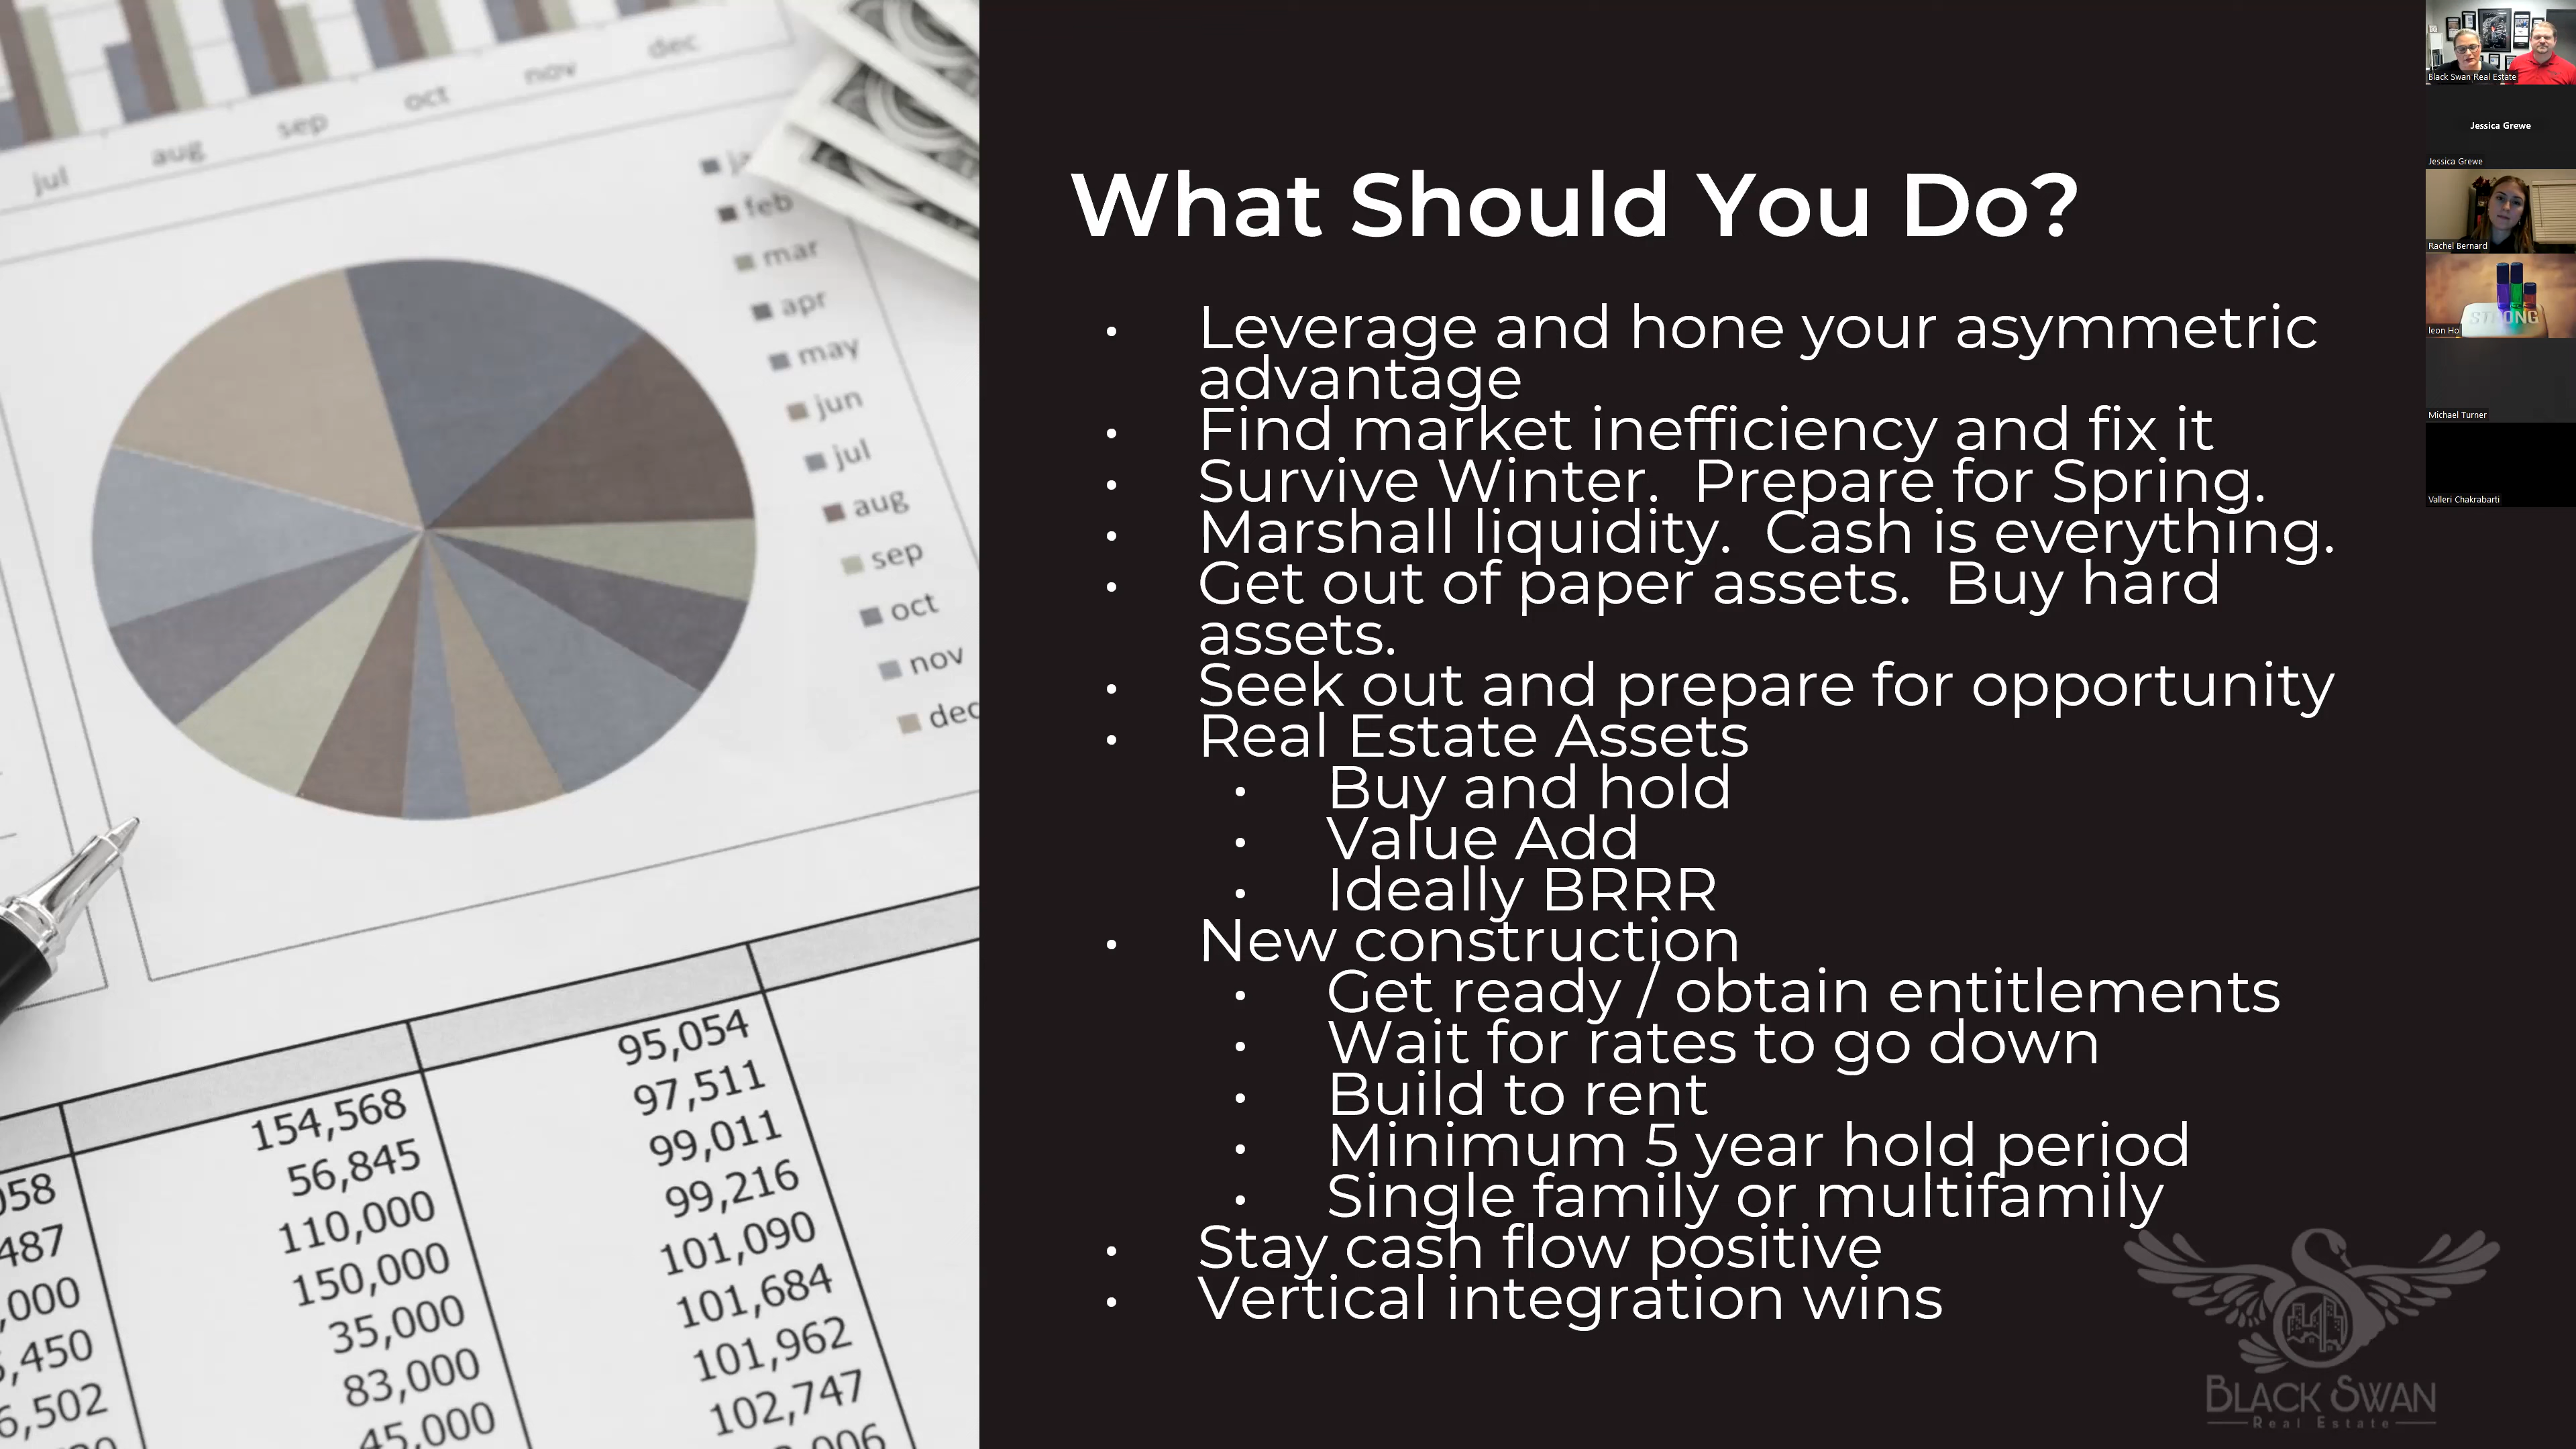 What Should You Do?
• Leverage and hone your asymmetric
advantage
• Find market inefficiency and fix it
• Survive Winter.  Prepare for Spring.
• Marshall liquidity.  Cash is everything.
• Get out of paper assets.  Buy hard
assets.
• Seek out and prepare for opportunity
• Real Estate Assets
• Buy and hold
• Value Add
• Ideally BRRR
• New construction
• Get ready / obtain entitlements
• Wait for rates to go down
• Build to rent
• Minimum 5 year hold period
• Single family or multifamily
• Stay cash flow positive
• Vertical integration wins
BLACK SWAN
Real Estate
jul aug sep oct nov dec
feb
mar
apr
may
jun
jul
aug
sep
oct
nov
dec
154,568
56,845
110,000
150,000
35,000
83,000
45,000
95,054
97,511
99,011
99,216
101,090
101,684
101,962
102,747
Black Swan Real Estate
Jessica Grewe
Jessica Grewe
Rachel Bernard
STRONG
leon Ho
Michael Turner
Valleri Chakrabarti